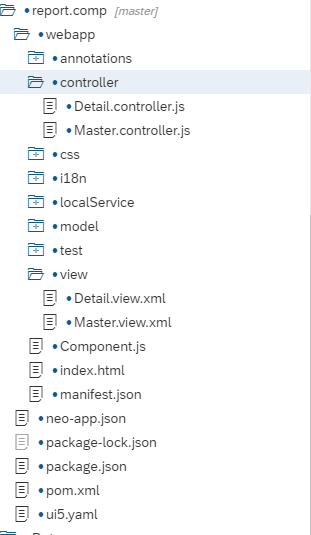 report.comp [master]
webapp
annotations
controller
Detail.controller.js
Master.controller.js
css
i18n
localService
model
test
view
Detail.view.xml
Master.view.xml
Component.js
index.html
manifest.json
neo-app.json
package-lock.json
package.json
pom.xml
ui5.yaml